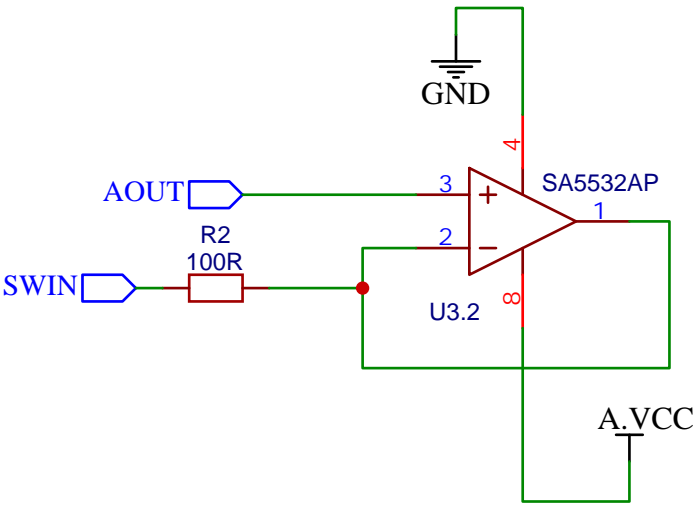 GND
4
AOUT
3
+
SA5532AP
1
R2
100R
2
−
SWIN
8
U3.2
A.VCC